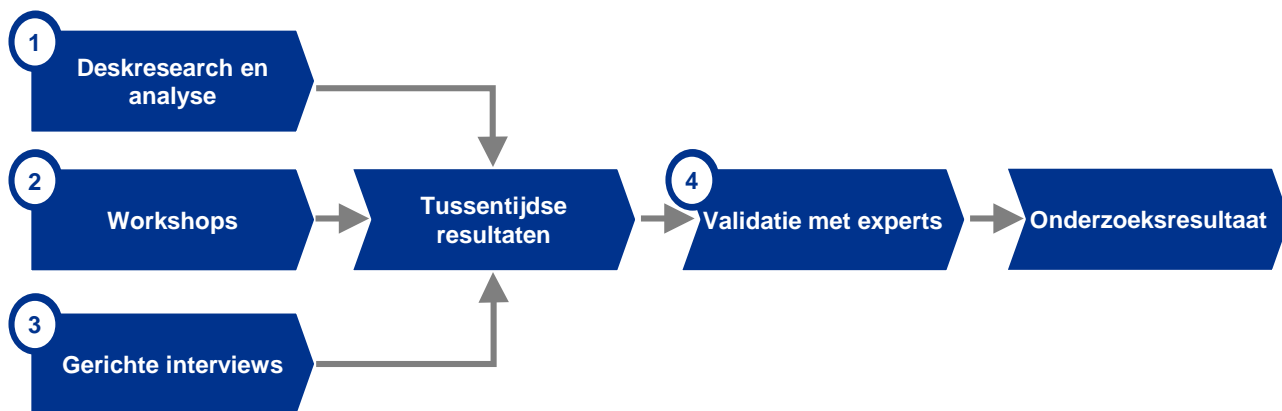 1
Deskresearch en
analyse
2
Workshops
Tussentijdse
resultaten
4
Validatie met experts
Onderzoeksresultaat
3
Gerichte interviews